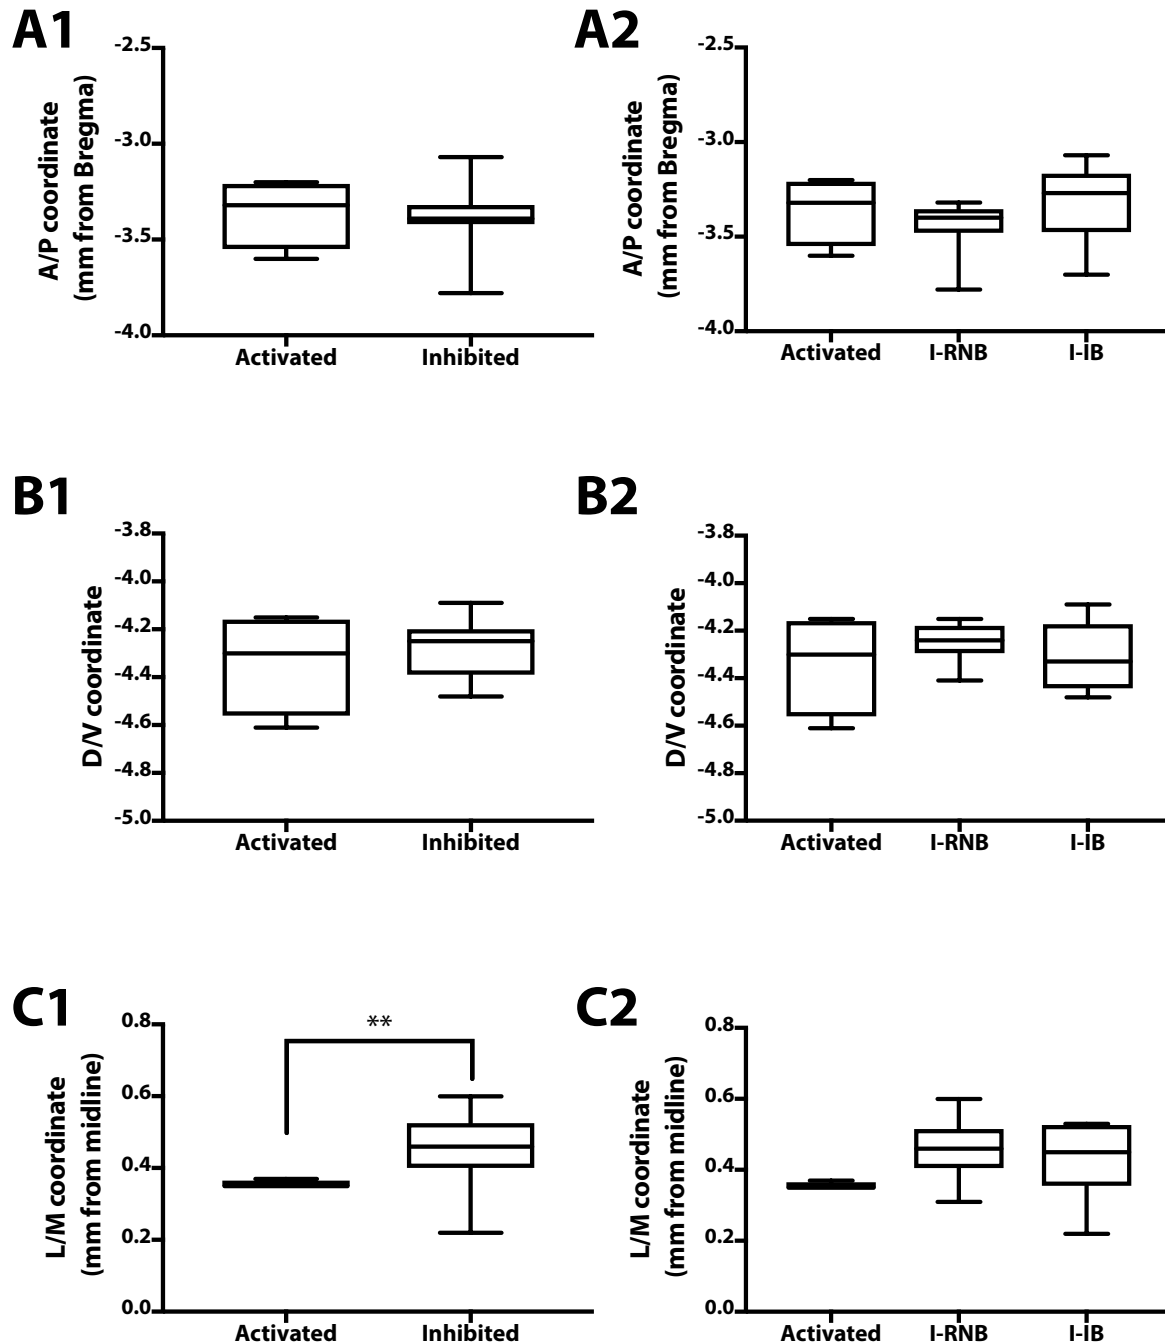 A1
A/P coordinate
(mm from Bregma)
-2.5
-3.0
-3.5
-4.0
Activated Inhibited
A2
A/P coordinate
(mm from Bregma)
-2.5
-3.0
-3.5
-4.0
Activated I-RNB I-IB
B1
D/V coordinate
-3.8
-4.0
-4.2
-4.4
-4.6
-4.8
-5.0
Activated Inhibited
B2
D/V coordinate
-3.8
-4.0
-4.2
-4.4
-4.6
-4.8
-5.0
Activated I-RNB I-IB
C1
L/M coordinate
(mm from midline)
0.8
0.6
0.4
0.2
0.0
**
Activated Inhibited
C2
L/M coordinate
(mm from midline)
0.8
0.6
0.4
0.2
0.0
Activated I-RNB I-IB